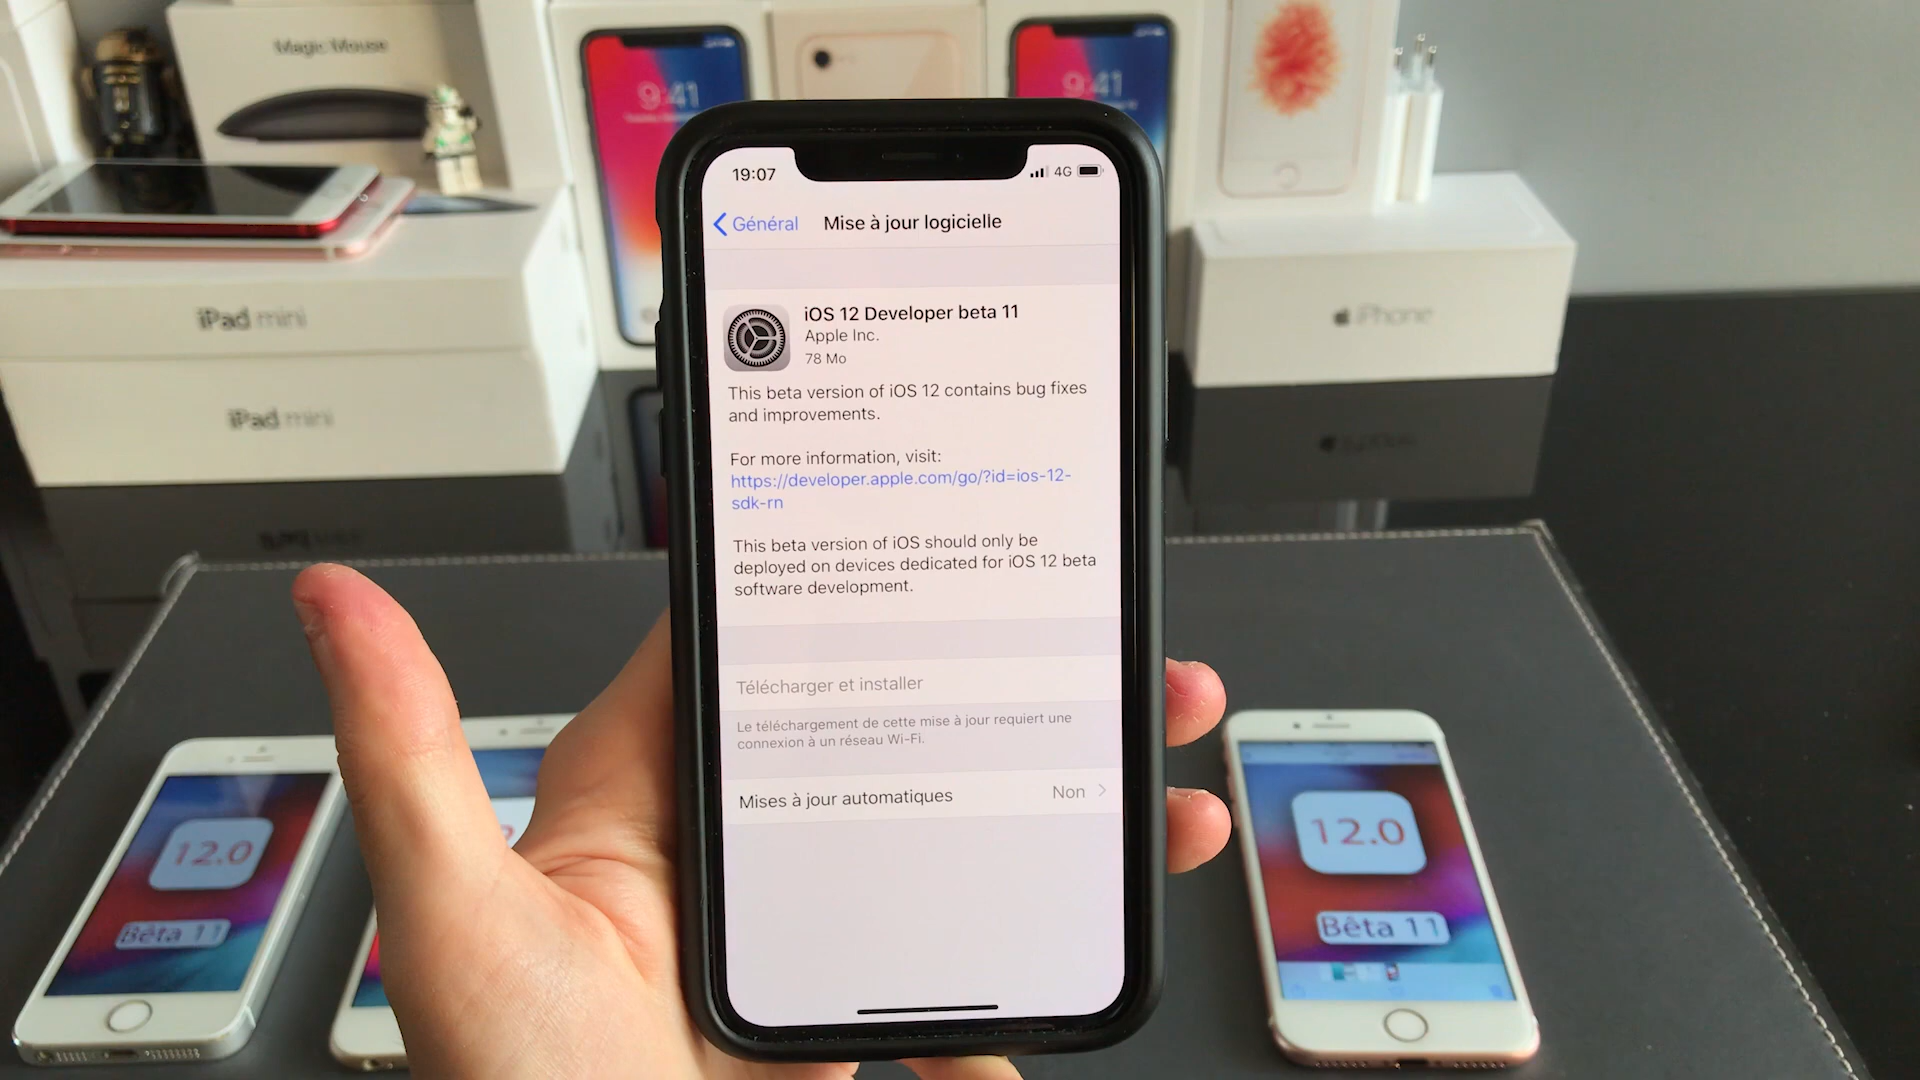 Magic Mouse
9:41
9:41
iPad mini
iPad mini
iPhone
19:07
4G
Général
Mise à jour logicielle
iOS 12 Developer beta 11
Apple Inc.
78 Mo
This beta version of iOS 12 contains bug fixes
and improvements.
For more information, visit:
https://developer.apple.com/go/?id=ios-12-
sdk-rn
This beta version of iOS should only be
deployed on devices dedicated for iOS 12 beta
software development.
Télécharger et installer
Le téléchargement de cette mise à jour requiert une
connexion à un réseau Wi-Fi.
Mises à jour automatiques
Non
12.0
Bêta 11
12.0
Bêta 11